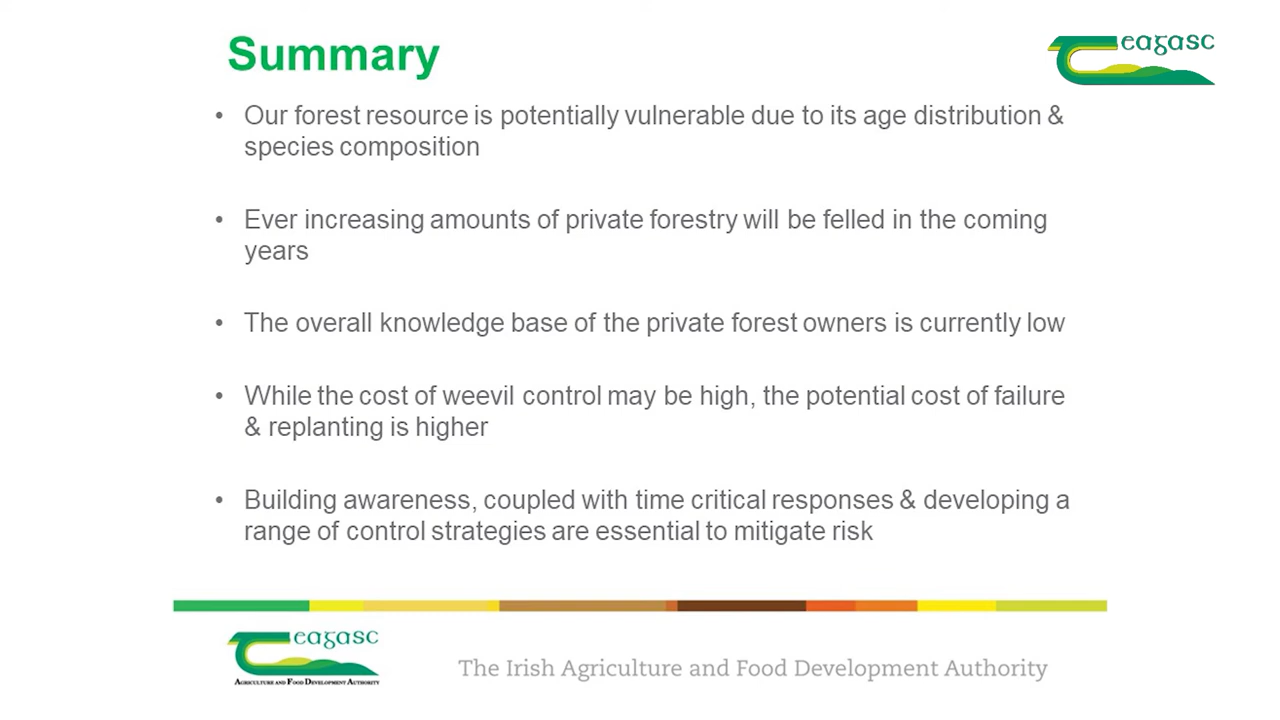 Summary
eagasc
• Our forest resource is potentially vulnerable due to its age distribution &
species composition
• Ever increasing amounts of private forestry will be felled in the coming
years
• The overall knowledge base of the private forest owners is currently low
• While the cost of weevil control may be high, the potential cost of failure
& replanting is higher
• Building awareness, coupled with time critical responses & developing a
range of control strategies are essential to mitigate risk
eagasc
AGRICULTURE AND FOOD DEVELOPMENT AUTHORITY
The Irish Agriculture and Food Development Authority